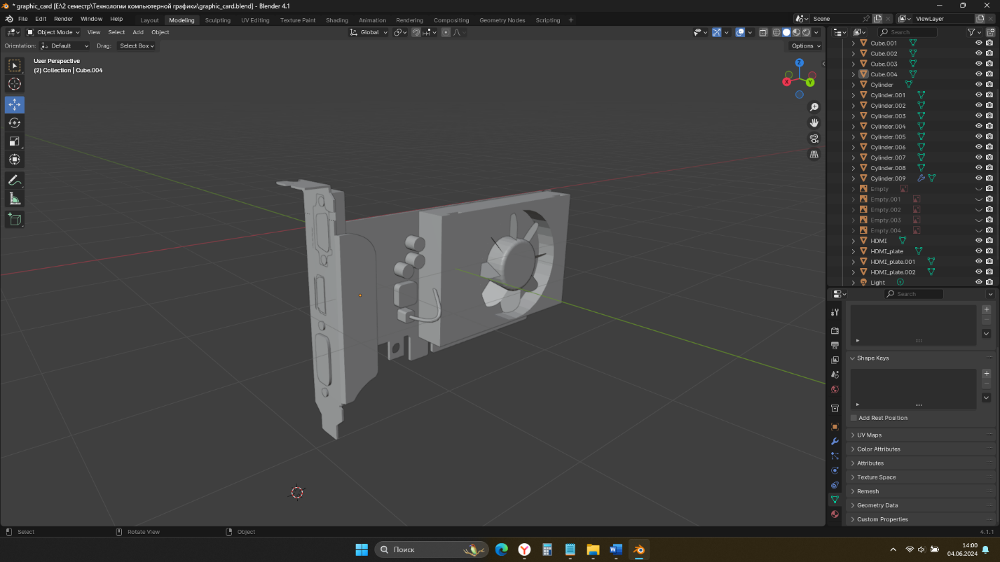 * graphic_card [E:\2 семестр\Технологии компьютерной графики\graphic_card.blend] - Blender 4.1
File Edit Render Window Help Layout Modeling Sculpting UV Editing Texture Paint Shading Animation Rendering Compositing Geometry Nodes Scripting + Scene ViewLayer
Object Mode View Select Add Object Global Search
Orientation: Default Drag: Select Box Options
User Perspective
(2) Collection | Cube.004
Z
X
Y
Cube.001
Cube.002
Cube.003
Cube.004
Cylinder
Cylinder.001
Cylinder.002
Cylinder.003
Cylinder.004
Cylinder.005
Cylinder.006
Cylinder.007
Cylinder.008
Cylinder.009
Empty
Empty.001
Empty.002
Empty.003
Empty.004
HDMI
HDMI_plate
HDMI_plate.001
HDMI_plate.002
Light
Search
Shape Keys
Add Rest Position
UV Maps
Color Attributes
Attributes
Texture Space
Remesh
Geometry Data
Custom Properties
Select Rotate View Object 4.1.1
Поиск
14:00
04.06.2024